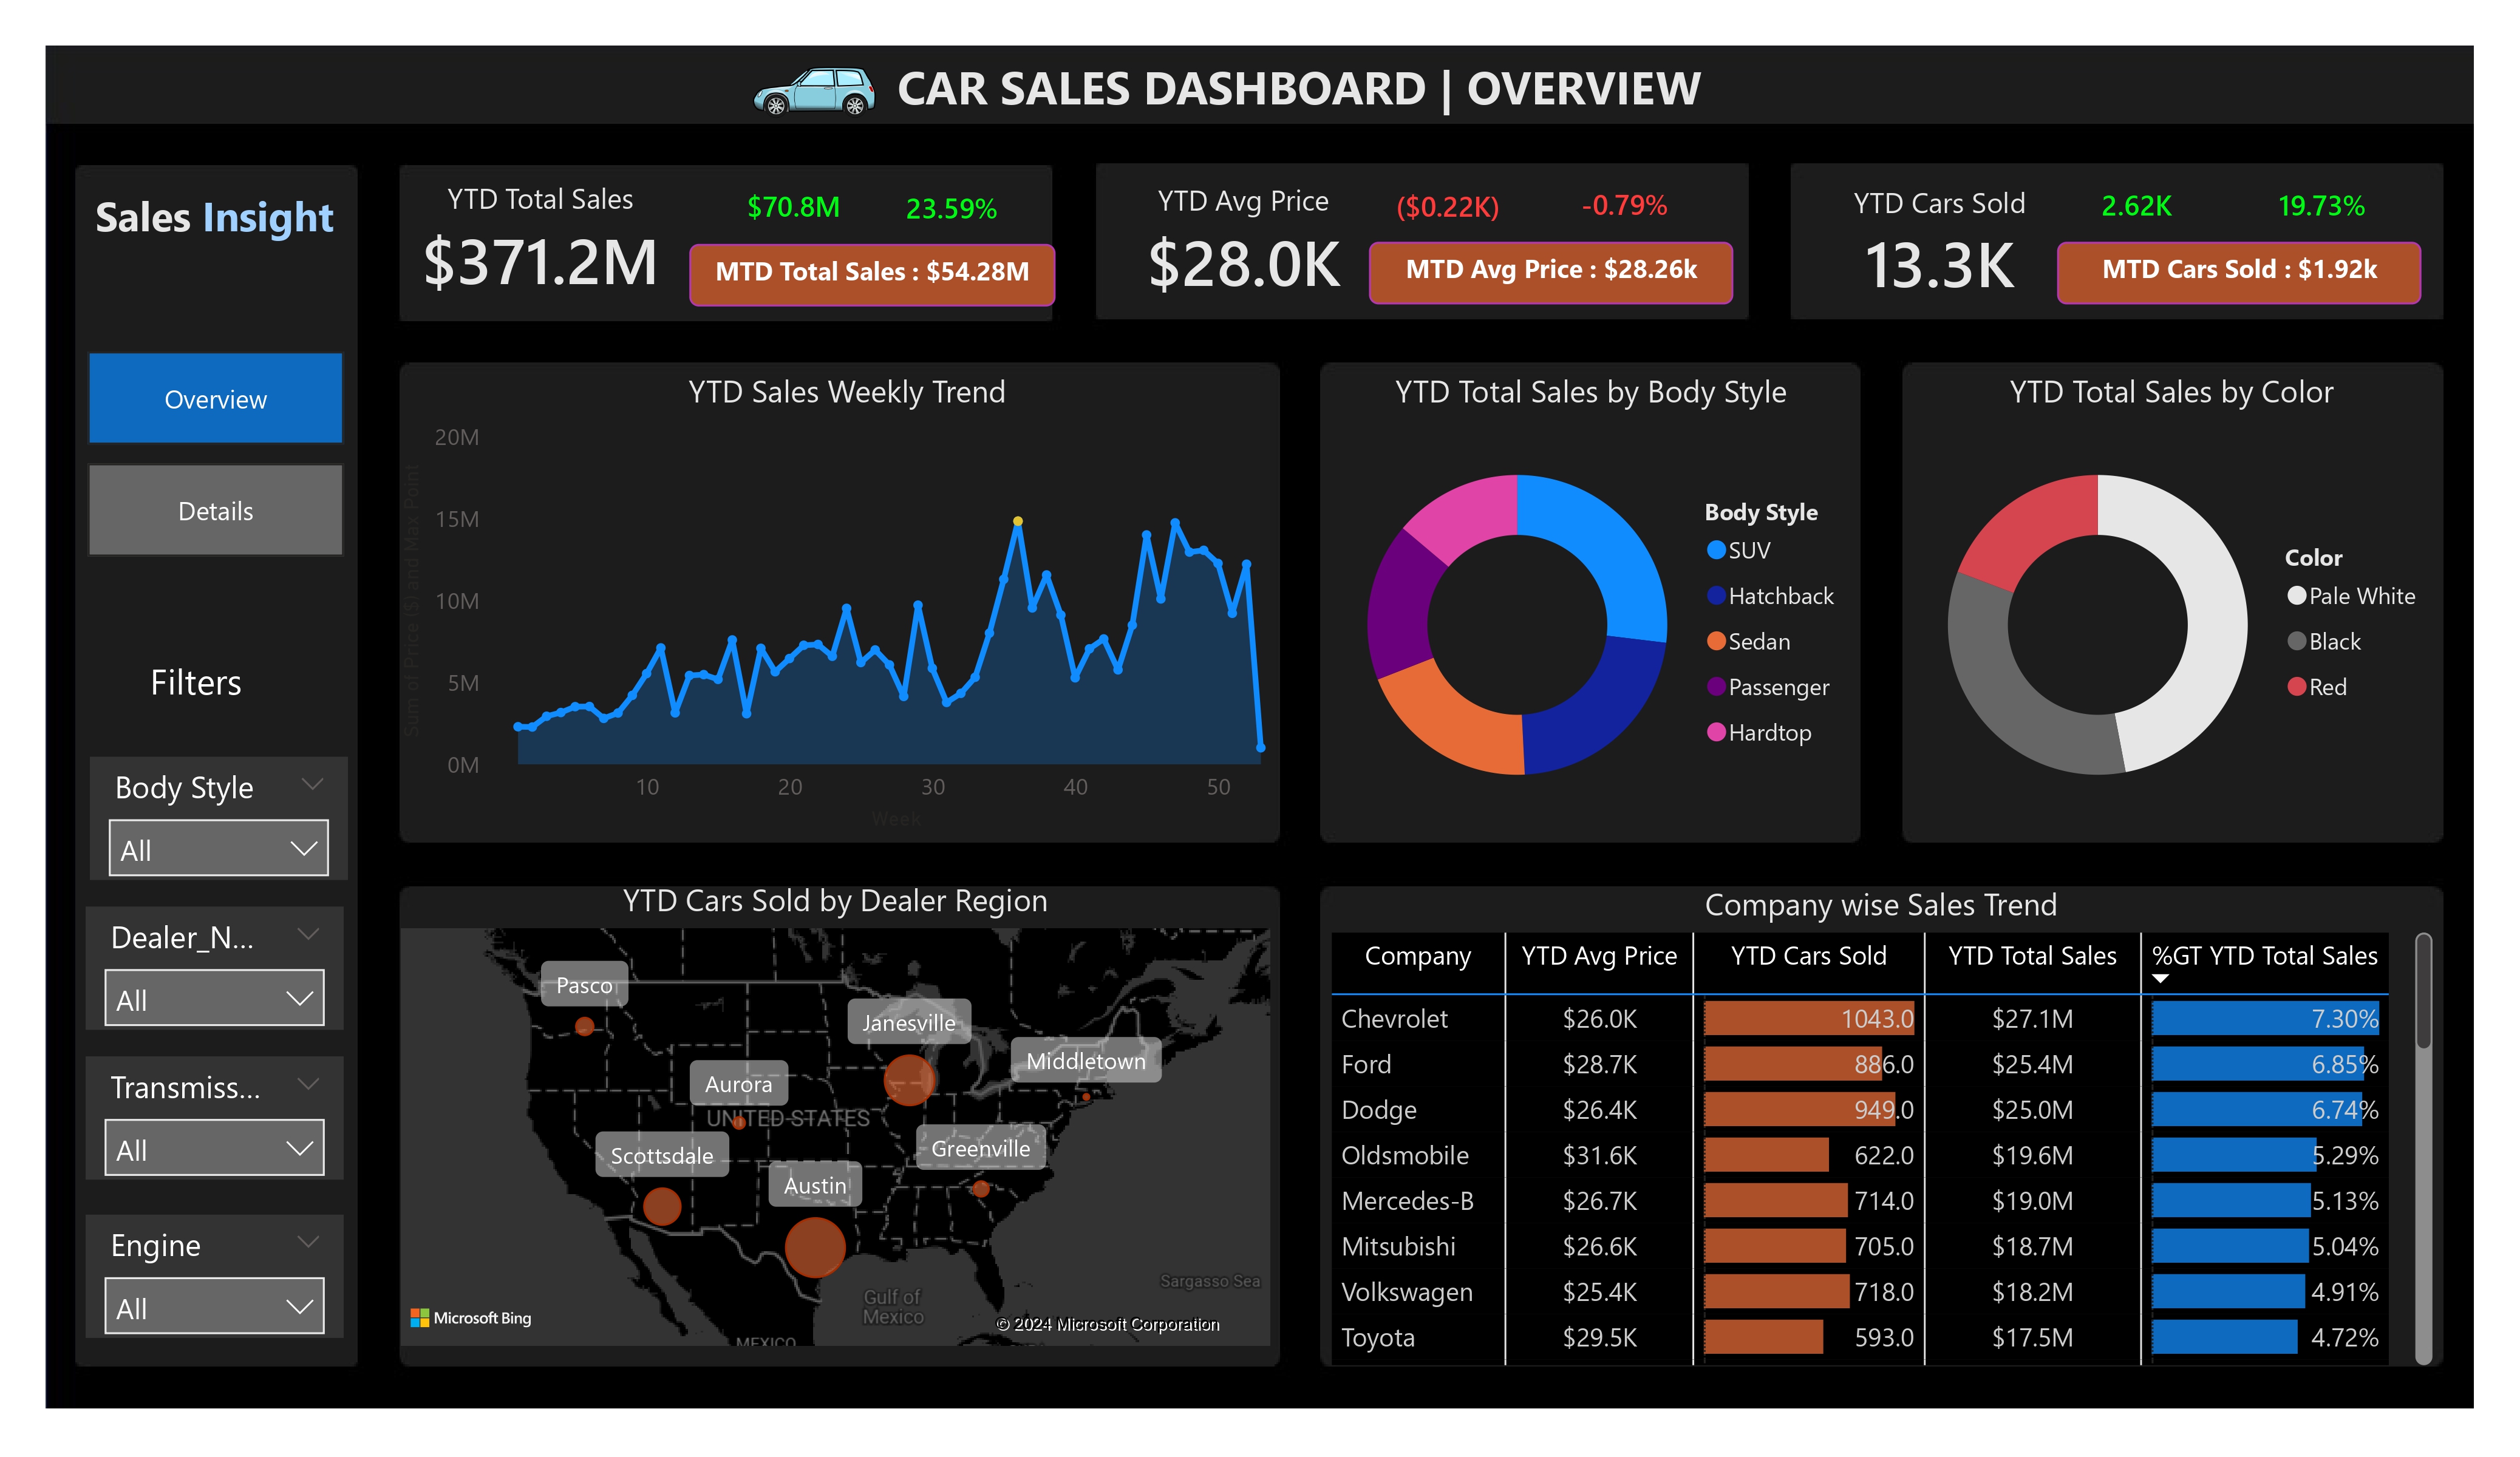 CAR SALES DASHBOARD | OVERVIEW
Sales Insight
Overview
Details
Filters
Body Style
All
Dealer_N...
All
Transmiss...
All
Engine
All
YTD Total Sales
$371.2M
$70.8M
23.59%
MTD Total Sales : $54.28M
YTD Avg Price
$28.0K
($0.22K)
-0.79%
MTD Avg Price : $28.26k
YTD Cars Sold
13.3K
2.62K
19.73%
MTD Cars Sold : $1.92k
YTD Sales Weekly Trend
Sum of Price ($) and Max Point
20M
15M
10M
5M
0M
10 20 30 40 50
Week
YTD Total Sales by Body Style
Body Style
SUV
Hatchback
Sedan
Passenger
Hardtop
YTD Total Sales by Color
Color
Pale White
Black
Red
YTD Cars Sold by Dealer Region
Pasco
Janesville
Middletown
Aurora
UNITED STATES
Greenville
Scottsdale
Austin
Sargasso Sea
Gulf of
Mexico
MEXICO
Microsoft Bing
© 2024 Microsoft Corporation
Company wise Sales Trend
Company YTD Avg Price YTD Cars Sold YTD Total Sales %GT YTD Total Sales
Chevrolet $26.0K 1043.0 $27.1M 7.30%
Ford $28.7K 886.0 $25.4M 6.85%
Dodge $26.4K 949.0 $25.0M 6.74%
Oldsmobile $31.6K 622.0 $19.6M 5.29%
Mercedes-B $26.7K 714.0 $19.0M 5.13%
Mitsubishi $26.6K 705.0 $18.7M 5.04%
Volkswagen $25.4K 718.0 $18.2M 4.91%
Toyota $29.5K 593.0 $17.5M 4.72%